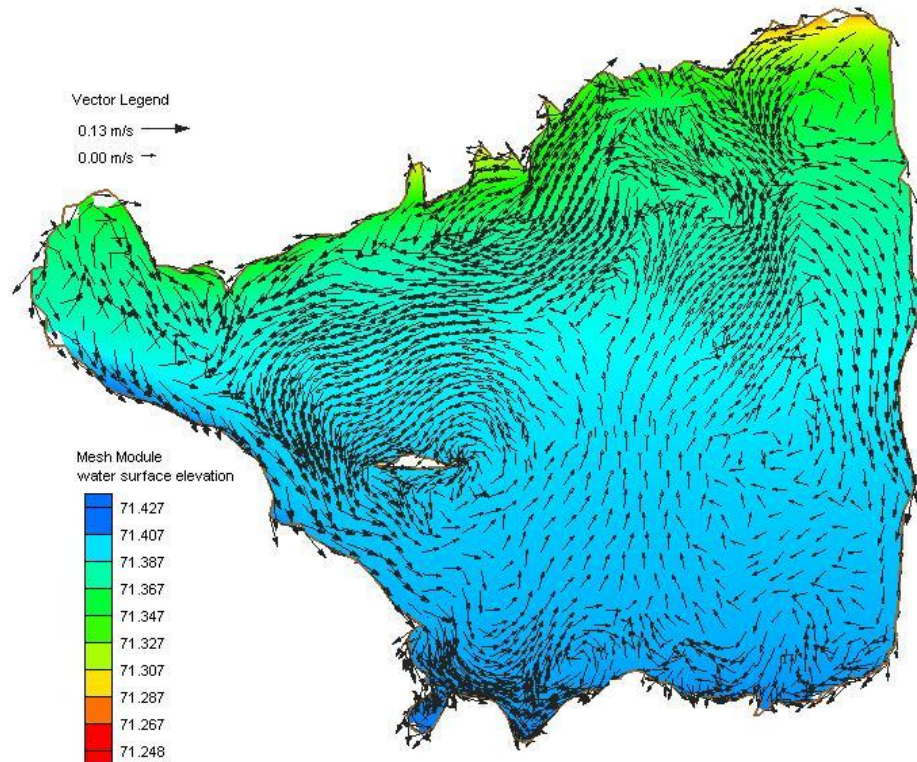 Vector Legend
0.13 m/s
0.00 m/s
Mesh Module
water surface elevation
71.427
71.407
71.387
71.367
71.347
71.327
71.307
71.287
71.267
71.248